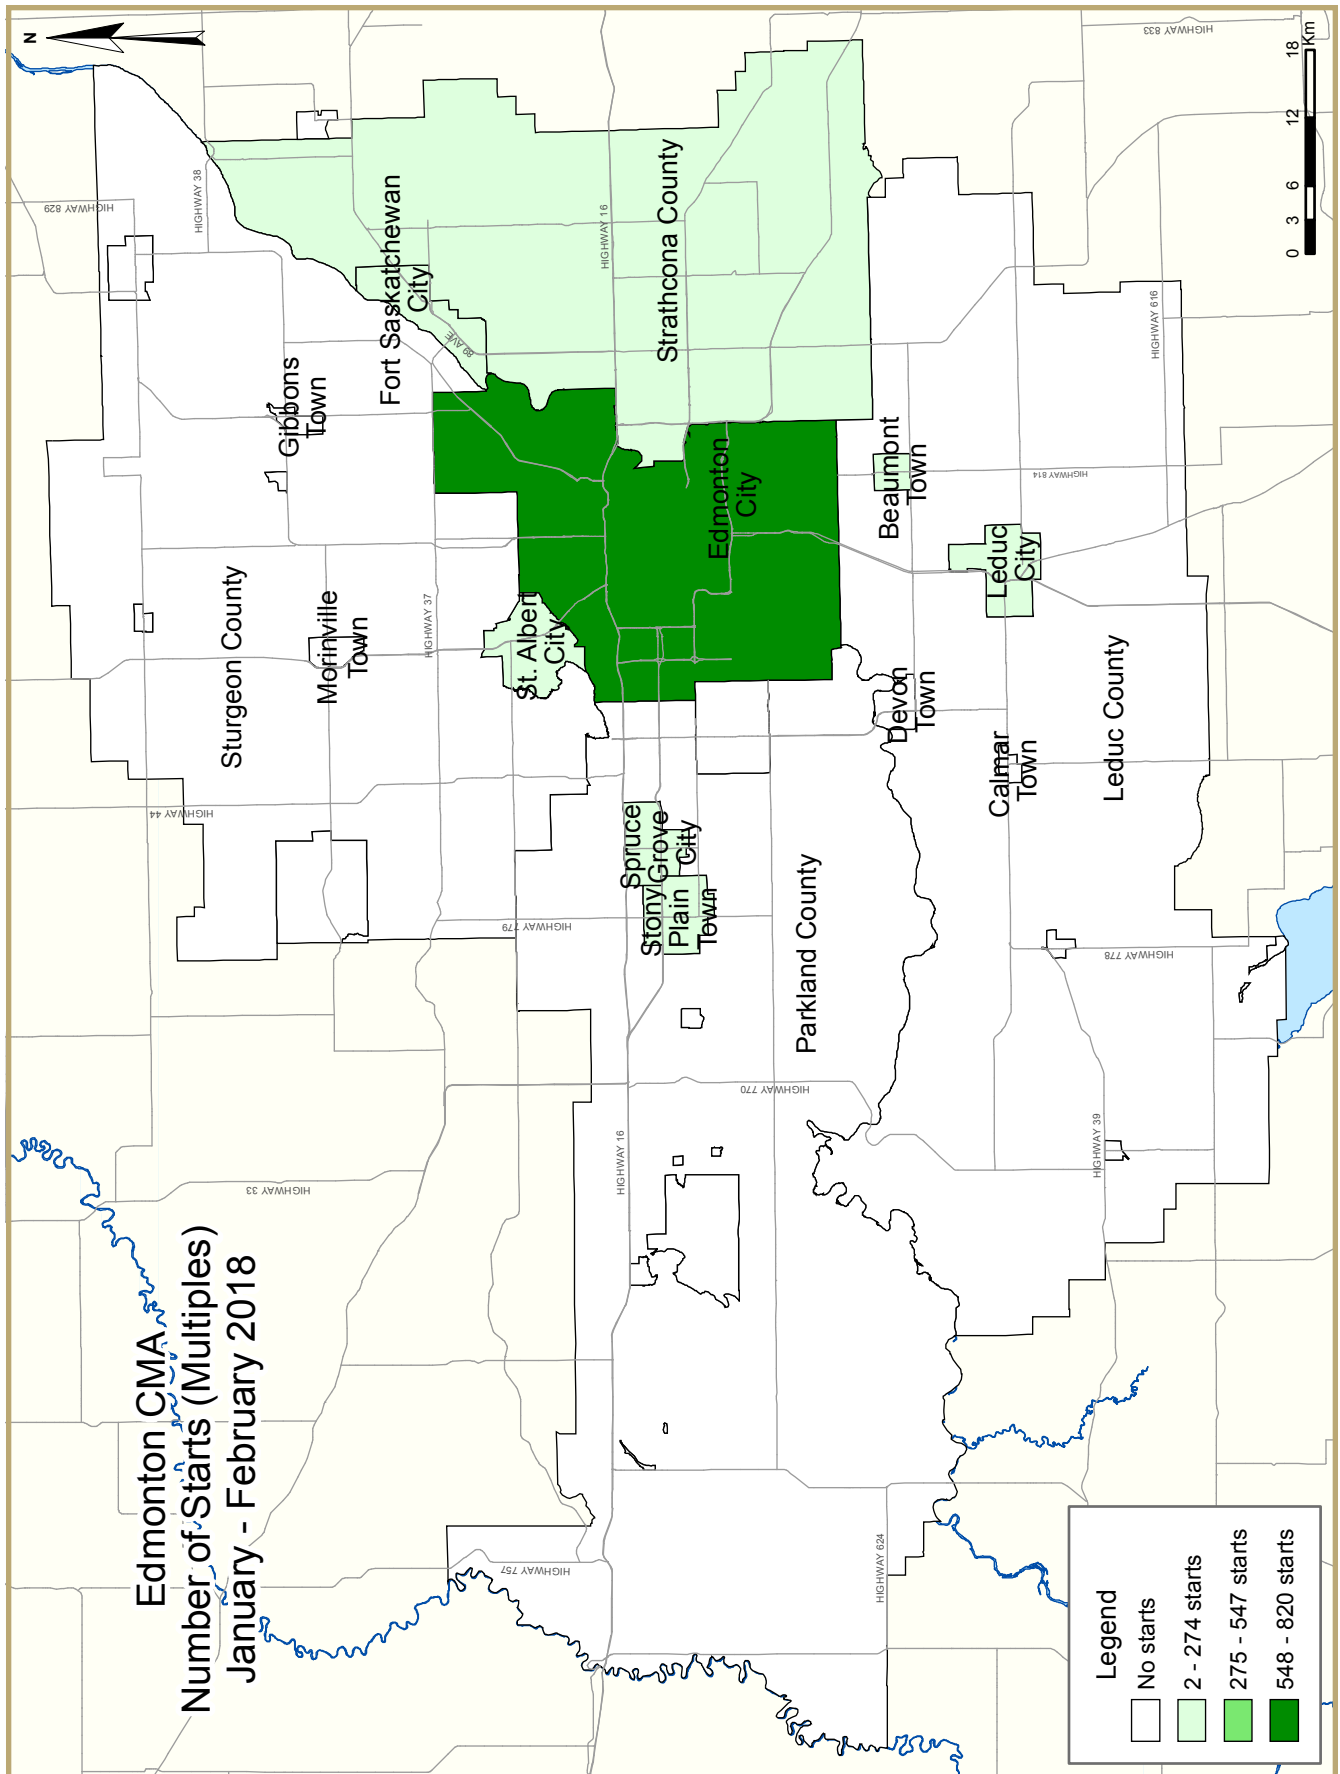 Edmonton CMA
Number of Starts (Multiples)
January - February 2018
N
HIGHWAY 829
HIGHWAY 38
HIGHWAY 833
Gibbons
Town
Fort Saskatchewan
City
89 AVE
HIGHWAY 16
Strathcona County
Sturgeon County
Morinville
Town
HIGHWAY 37
HIGHWAY 44
St. Albert
City
Edmonton
City
Beaumont
Town
HIGHWAY 814
HIGHWAY 616
Leduc
City
Devon
Town
Calmar
Town
Leduc County
Spruce
Grove
City
Stony
Plain
Town
HIGHWAY 779
Parkland County
HIGHWAY 778
HIGHWAY 770
HIGHWAY 39
HIGHWAY 16
HIGHWAY 33
HIGHWAY 757
HIGHWAY 624
0 3 6 12 18
Km
Legend
No starts
2 - 274 starts
275 - 547 starts
548 - 820 starts